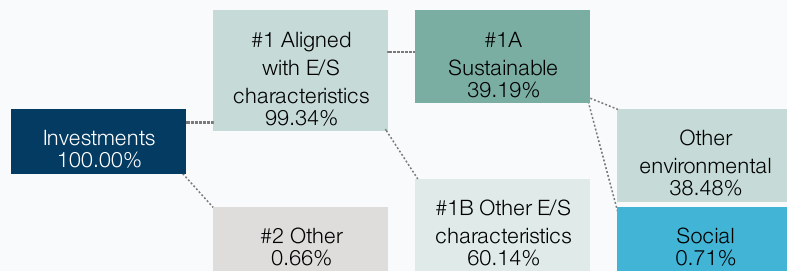 Investments
100.00%
#1 Aligned
with E/S
characteristics
99.34%
#2 Other
0.66%
#1A
Sustainable
39.19%
#1B Other E/S
characteristics
60.14%
Other
environmental
38.48%
Social
0.71%